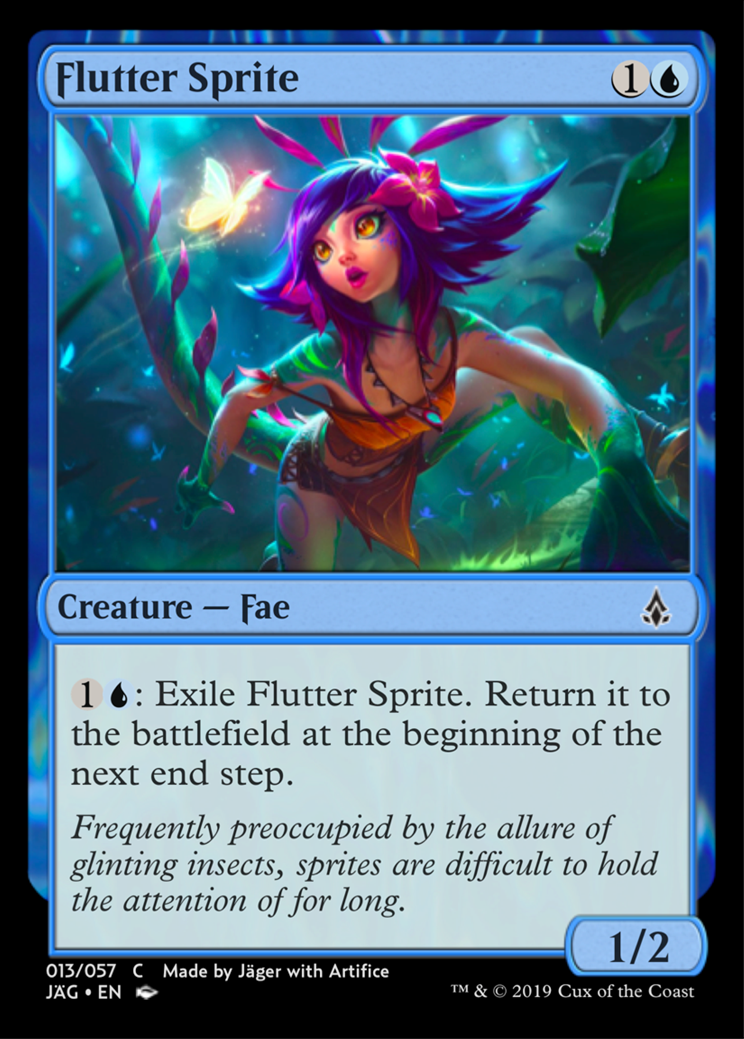 Flutter Sprite 1
Creature — Fae
1 : Exile Flutter Sprite. Return it to
the battlefield at the beginning of the
next end step.
Frequently preoccupied by the allure of
glinting insects, sprites are difficult to hold
the attention of for long.
1/2
013/057 C Made by Jäger with Artifice
JÄG • EN
™ & © 2019 Cux of the Coast